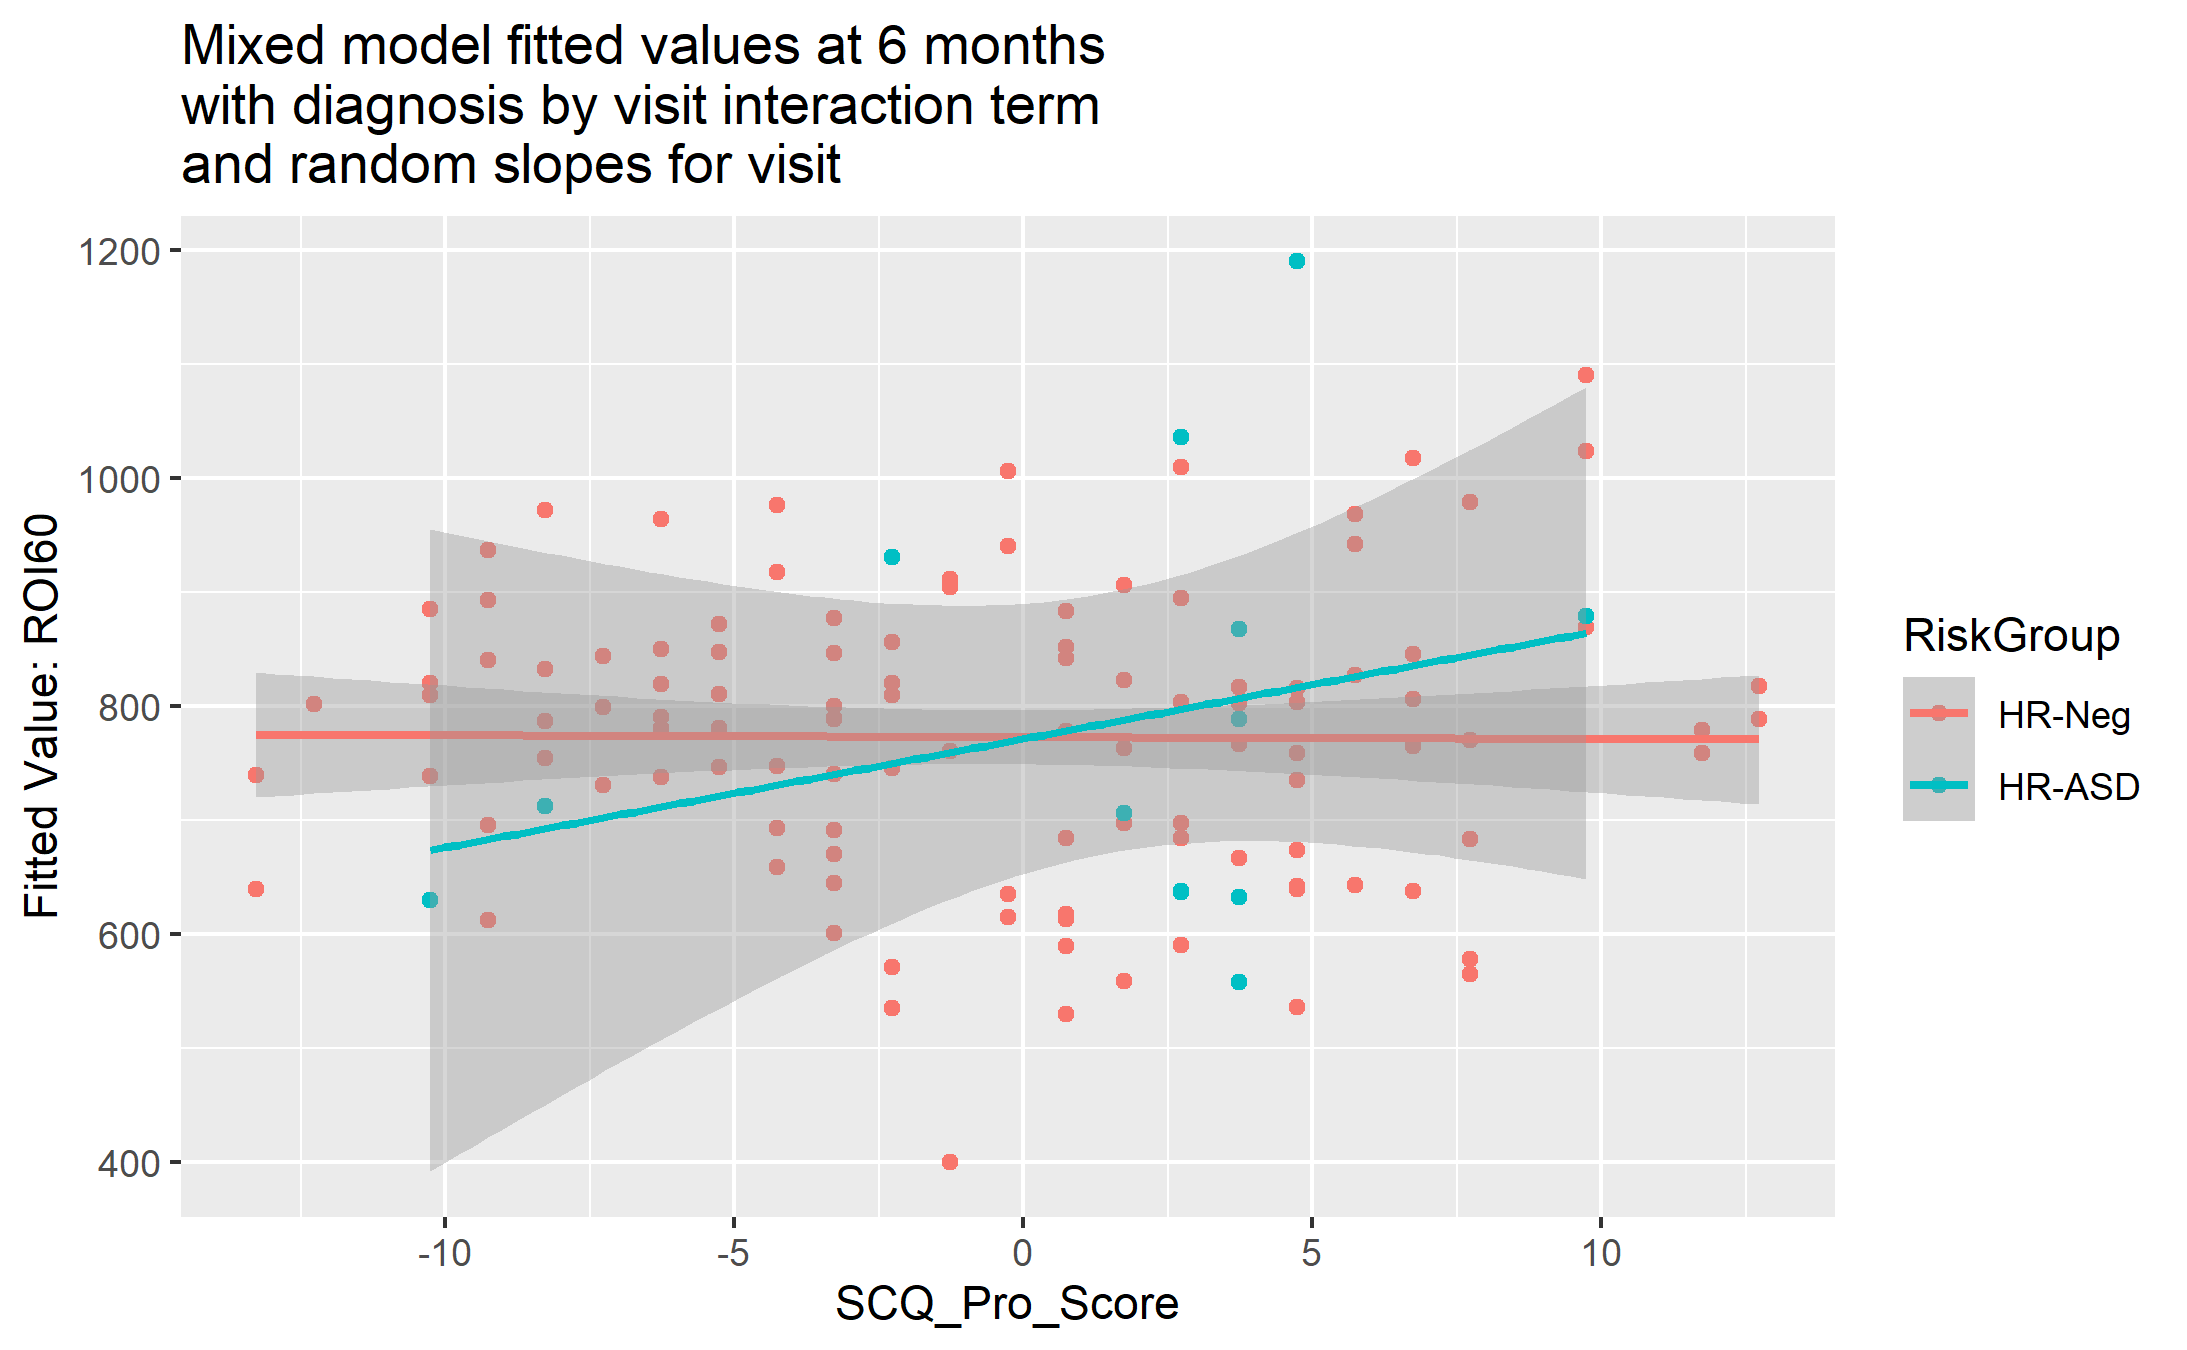 Mixed model fitted values at 6 months
with diagnosis by visit interaction term
and random slopes for visit
Fitted Value: ROI60
1200
1000
800
600
400
-10
-5
0
5
10
SCQ_Pro_Score
RiskGroup
HR-Neg
HR-ASD